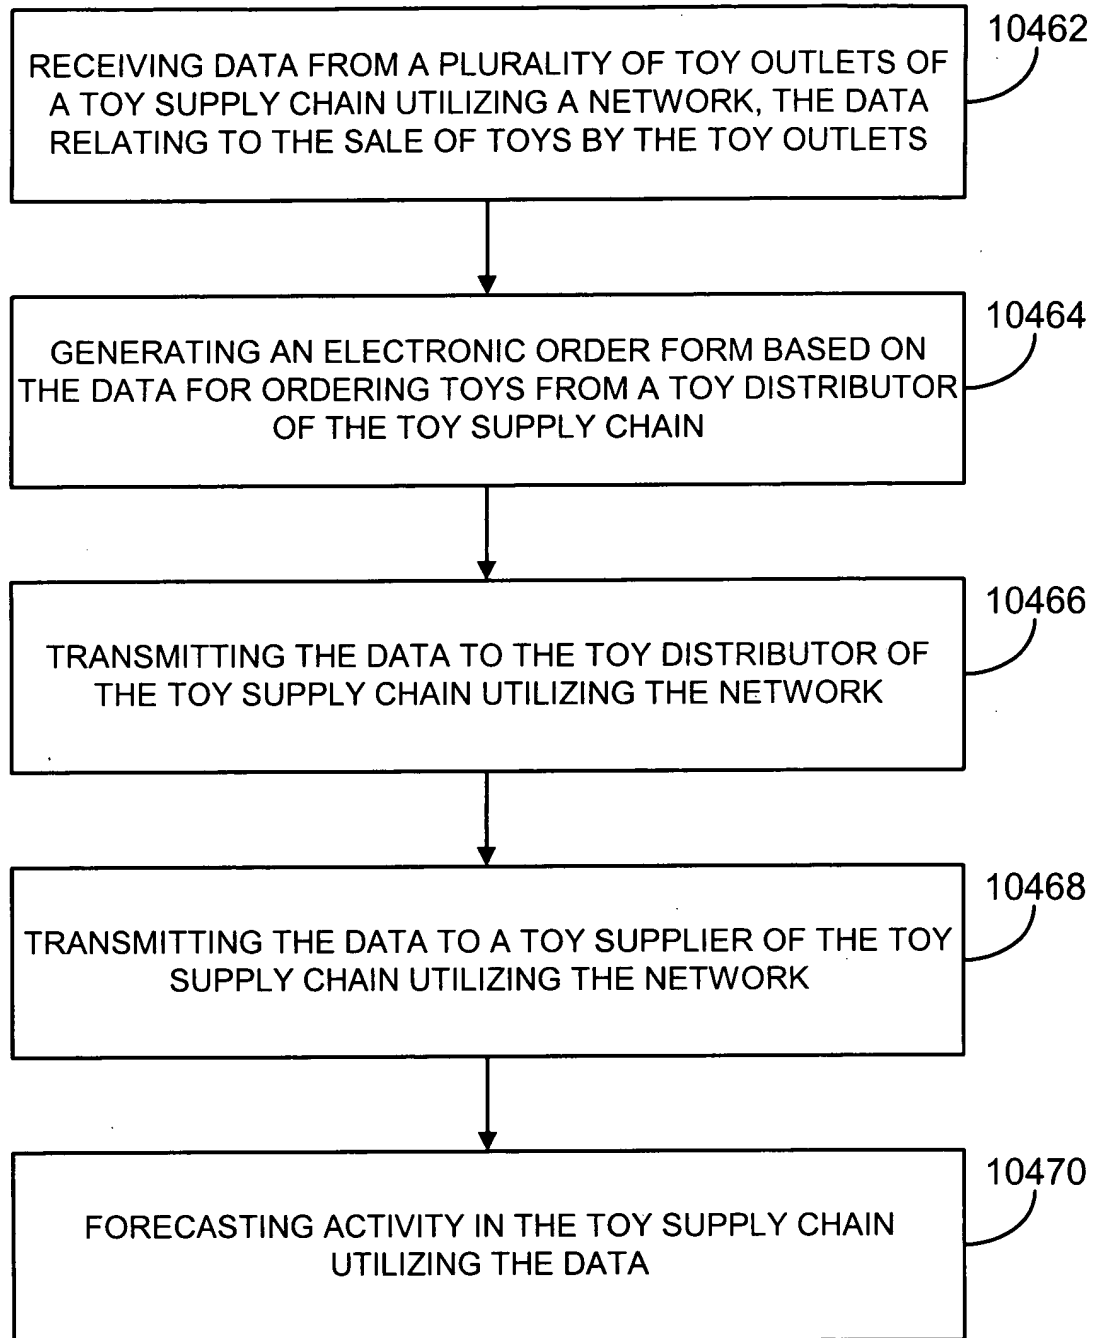 10462
RECEIVING DATA FROM A PLURALITY OF TOY OUTLETS OF
A TOY SUPPLY CHAIN UTILIZING A NETWORK, THE DATA
RELATING TO THE SALE OF TOYS BY THE TOY OUTLETS
10464
GENERATING AN ELECTRONIC ORDER FORM BASED ON
THE DATA FOR ORDERING TOYS FROM A TOY DISTRIBUTOR
OF THE TOY SUPPLY CHAIN
10466
TRANSMITTING THE DATA TO THE TOY DISTRIBUTOR OF
THE TOY SUPPLY CHAIN UTILIZING THE NETWORK
10468
TRANSMITTING THE DATA TO A TOY SUPPLIER OF THE TOY
SUPPLY CHAIN UTILIZING THE NETWORK
10470
FORECASTING ACTIVITY IN THE TOY SUPPLY CHAIN
UTILIZING THE DATA